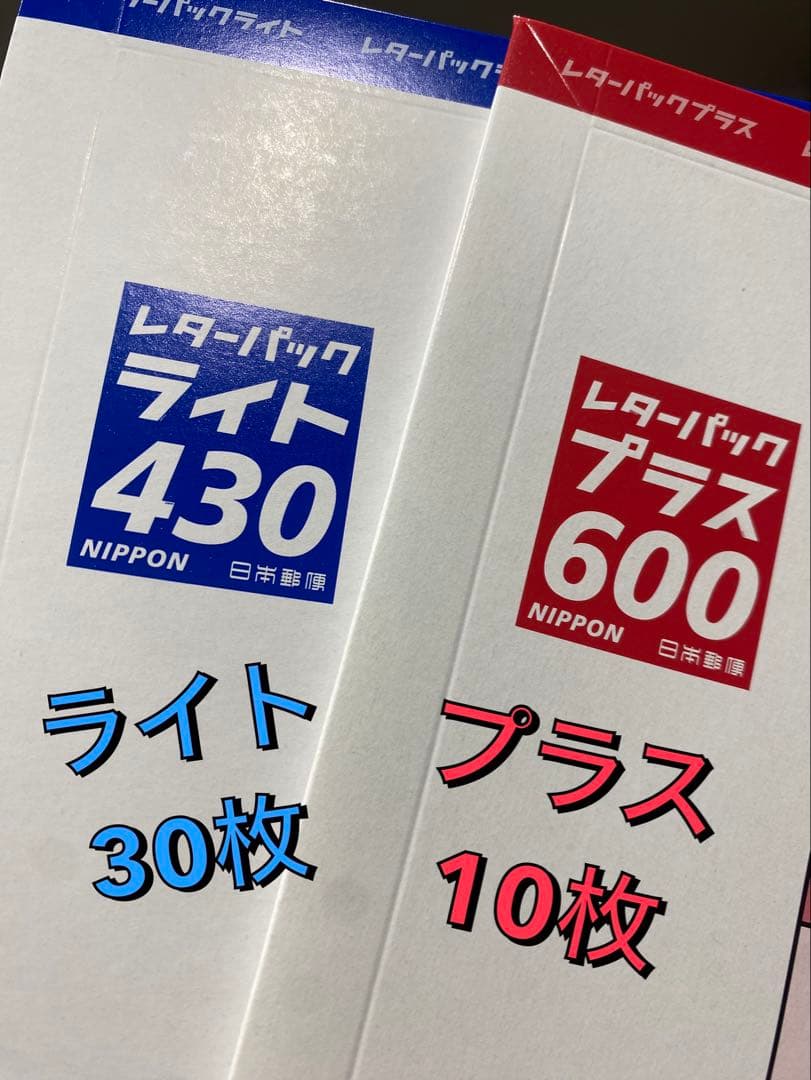 ーパックライト
レターパック
レターパックプラス
レターパック
ライト
430
NIPPON
日本郵便
レターパック
プラス
600
NIPPON
日本郵便
ライト
30枚
プラス
10枚